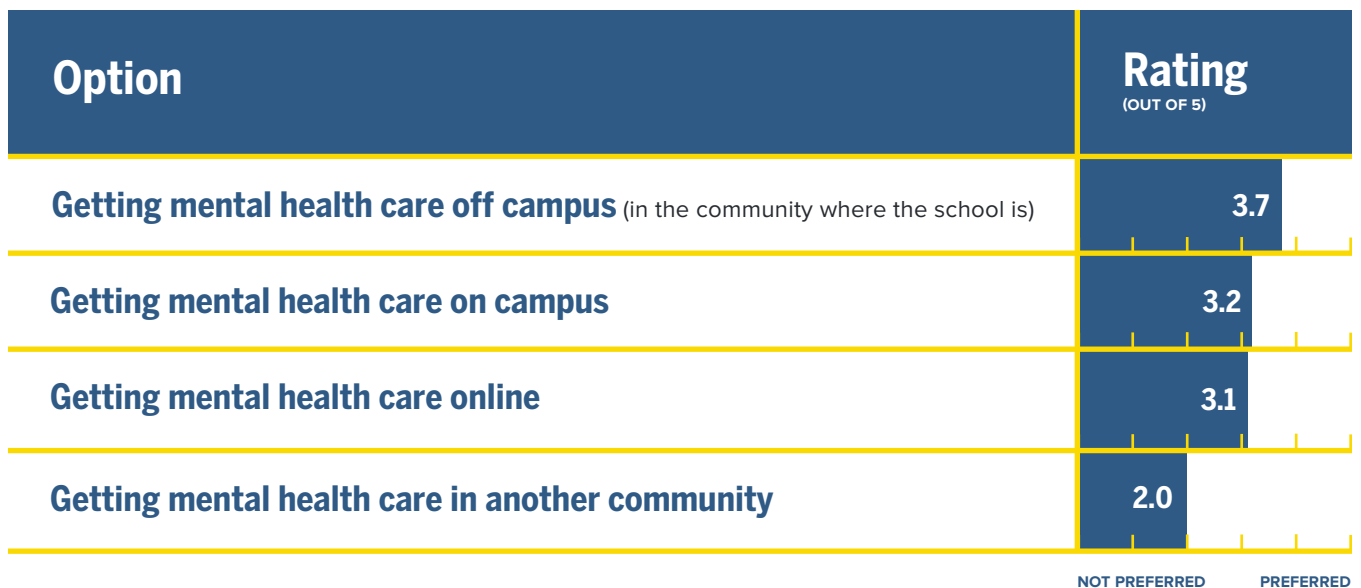 Option
Rating
(OUT OF 5)
Getting mental health care off campus (in the community where the school is)
3.7
Getting mental health care on campus
3.2
Getting mental health care online
3.1
Getting mental health care in another community
2.0
NOT PREFERRED PREFERRED